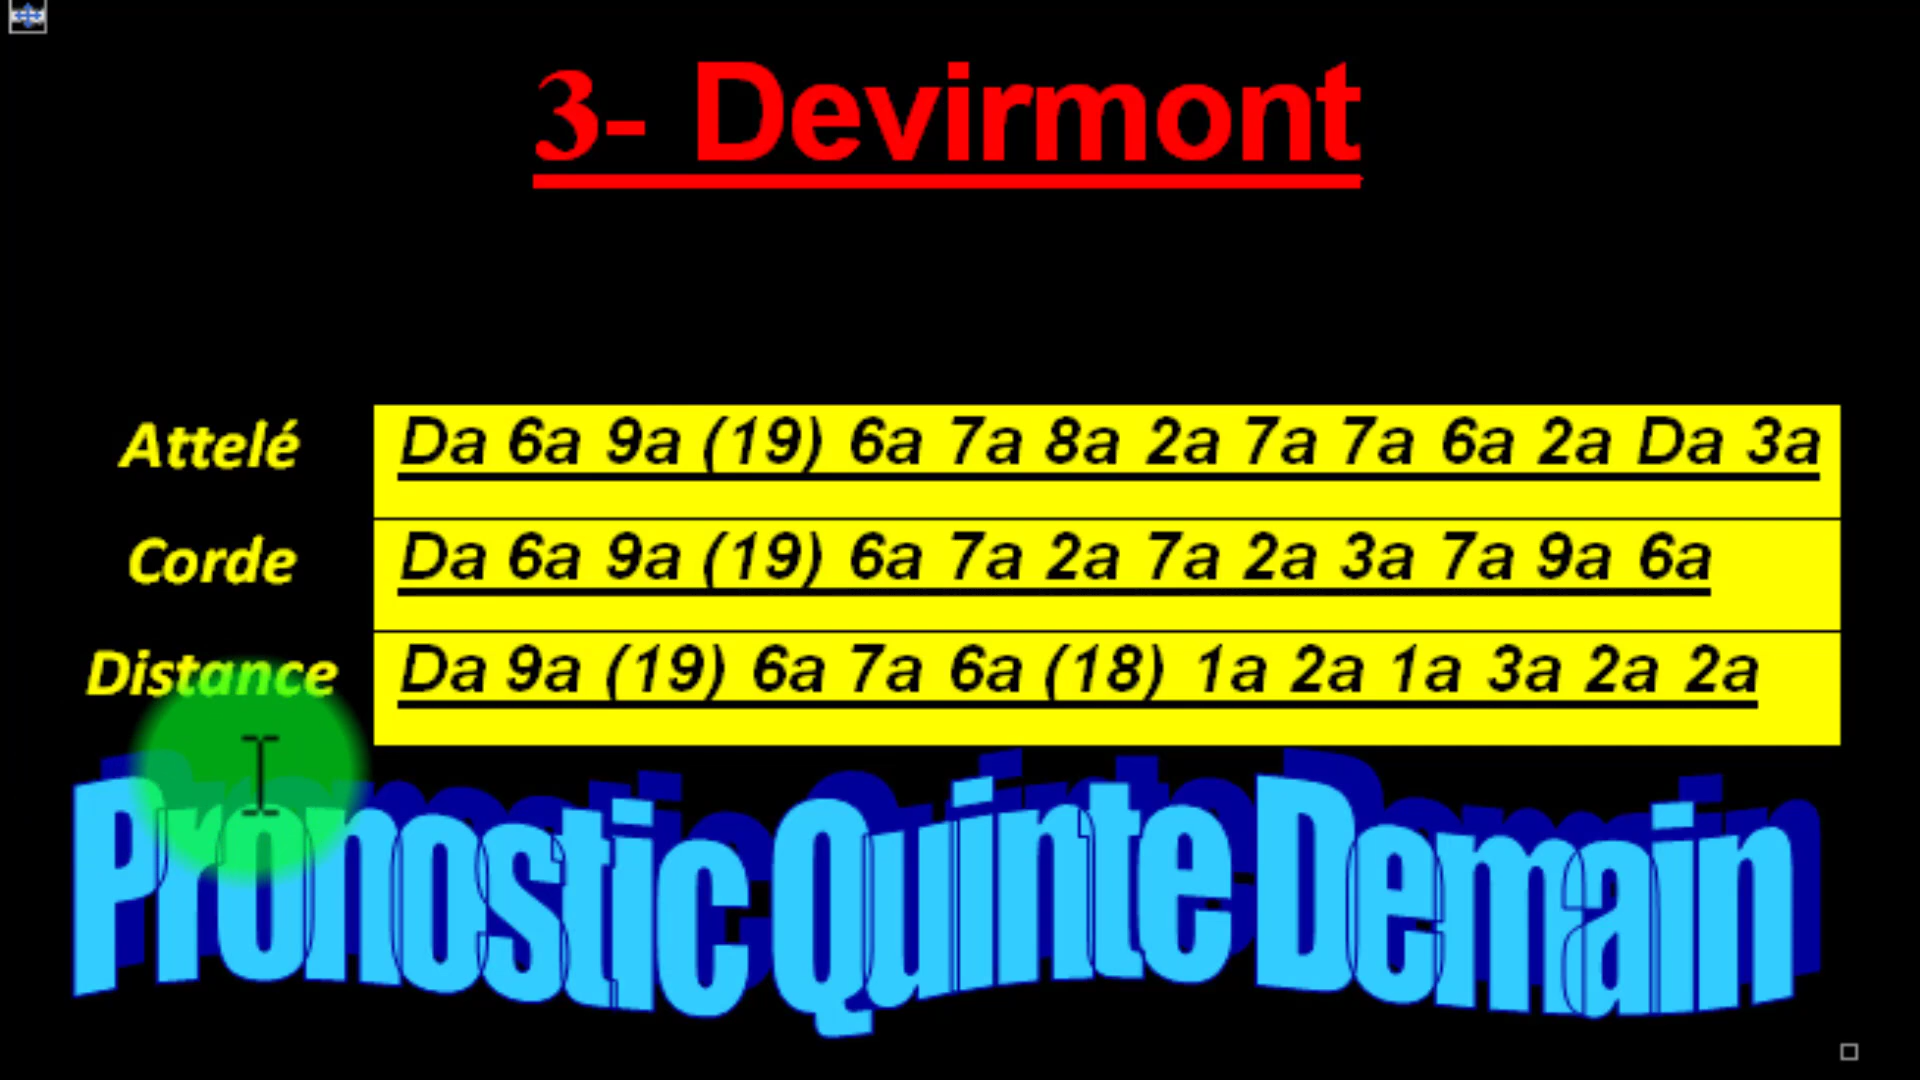 3- Devirmont
Attelé Da 6a 9a (19) 6a 7a 8a 2a 7a 7a 6a 2a Da 3a
Corde Da 6a 9a (19) 6a 7a 2a 7a 2a 3a 7a 9a 6a
Distance Da 9a (19) 6a 7a 6a (18) 1a 2a 1a 3a 2a 2a
Pronostic Quinte Demain